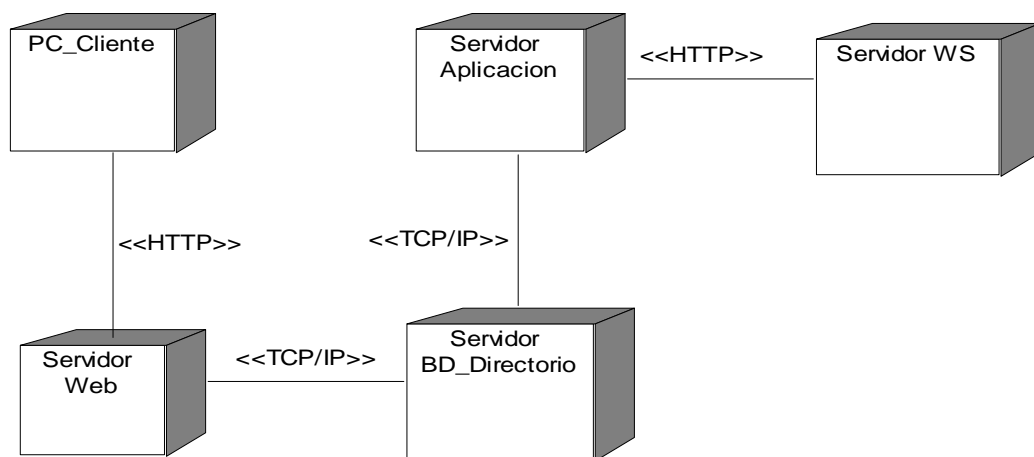 PC_Cliente
Servidor
Aplicacion
<<HTTP>>
Servidor WS
<<HTTP>>
<<TCP/IP>>
Servidor
Web
<<TCP/IP>>
Servidor
BD_Directorio